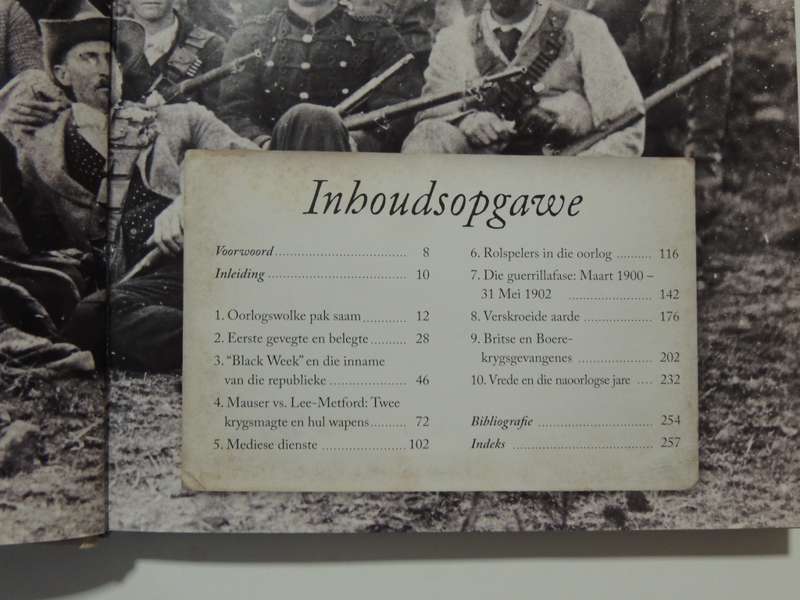 Inhoudsopgawe
Voorwoord 8
Inleiding 10
1. Oorlogswolke pak saam 12
2. Eerste gevegte en belegte 28
3. “Black Week” en die inname
van die republieke 46
4. Mauser vs. Lee-Metford: Twee
krygsmagte en hul wapens 72
5. Mediese dienste 102
6. Rolspelers in die oorlog 116
7. Die guerrillafase: Maart 1900 –
31 Mei 1902 142
8. Verskroeide aarde 176
9. Britse en Boere-
krygsgevangenes 202
10. Vrede en die naoorlogse jare 232
Bibliografie 254
Indeks 257